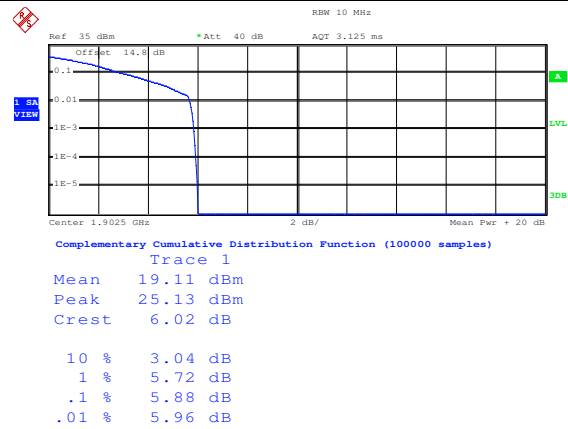 RBW 10 MHz
Ref 35 dBm *Att 40 dB AQT 3.125 ms
Offset 14.8 dB
0.1
A
0.01
1 SA
VIEW
1E-3
LVL
1E-4
1E-5
3DB
Center 1.9025 GHz 2 dB/ Mean Pwr + 20 dB
Complementary Cumulative Distribution Function (100000 samples)
Trace 1
Mean 19.11 dBm
Peak 25.13 dBm
Crest 6.02 dB
10 % 3.04 dB
1 % 5.72 dB
.1 % 5.88 dB
.01 % 5.96 dB